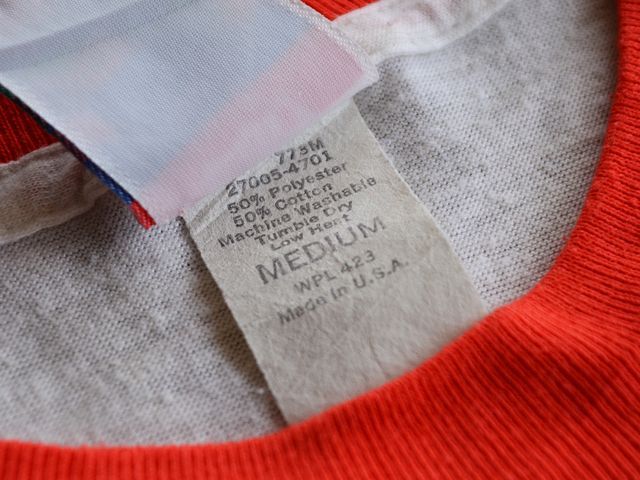 773M
27005-4701
50% Polyester
50% Cotton
Machine Washable
Tumble Dry
Low Heat
MEDIUM
WPL 423
Made in U.S.A.